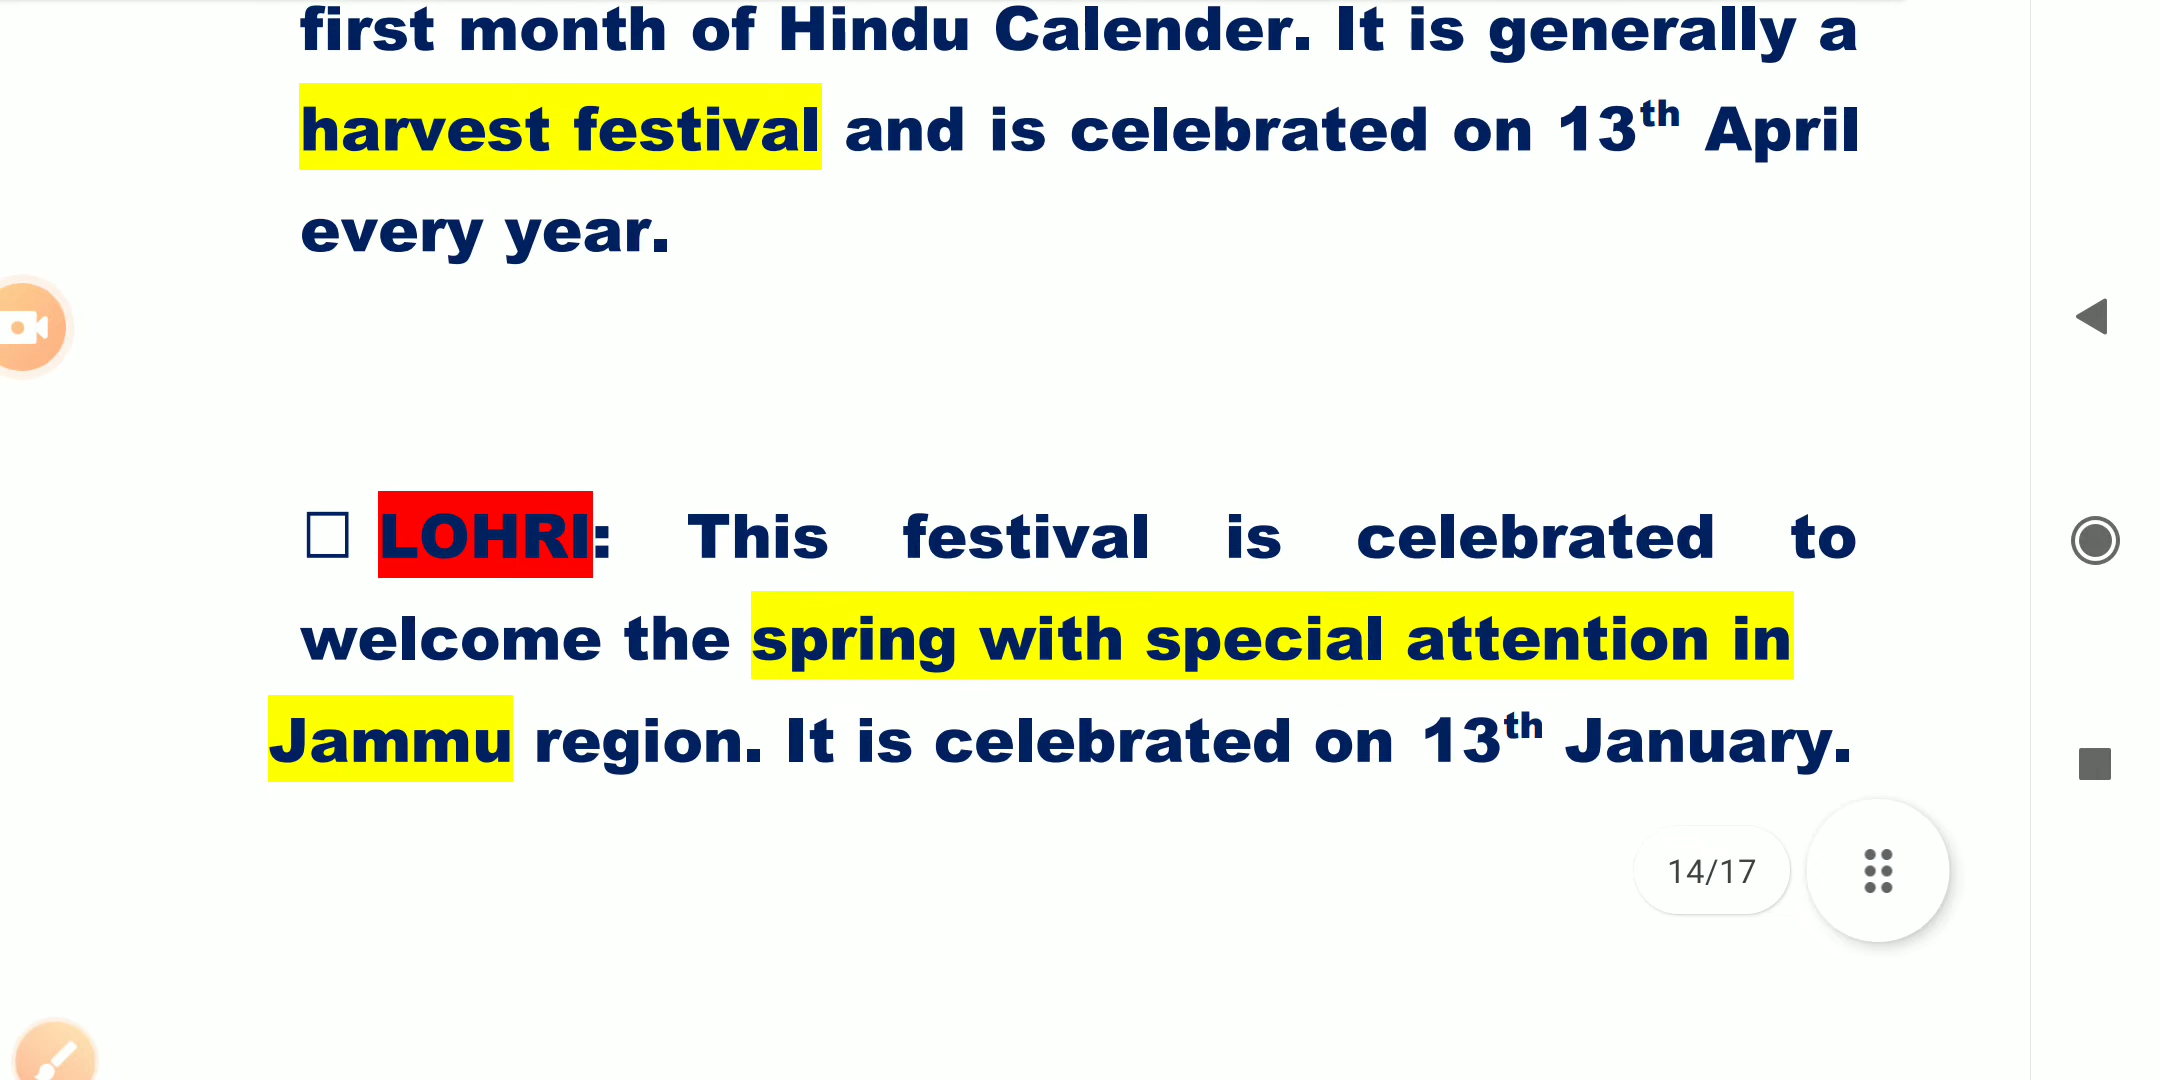 first month of Hindu Calender. It is generally a
harvest festival and is celebrated on 13th April
every year.
☐ LOHRI: This festival is celebrated to
welcome the spring with special attention in
Jammu region. It is celebrated on 13th January.
14/17